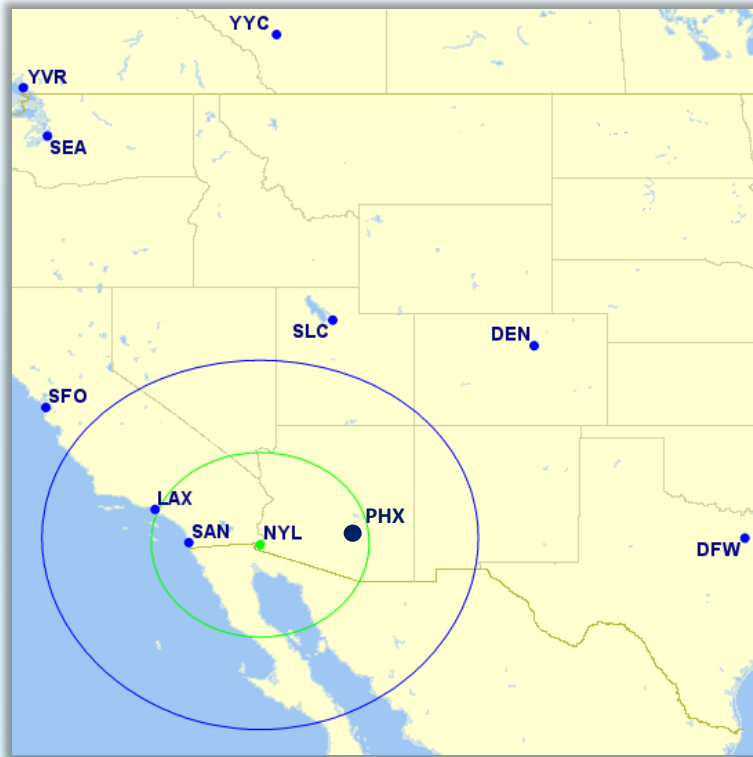 YYC
YVR
SEA
SLC
DEN
SFO
LAX
PHX
SAN
NYL
DFW